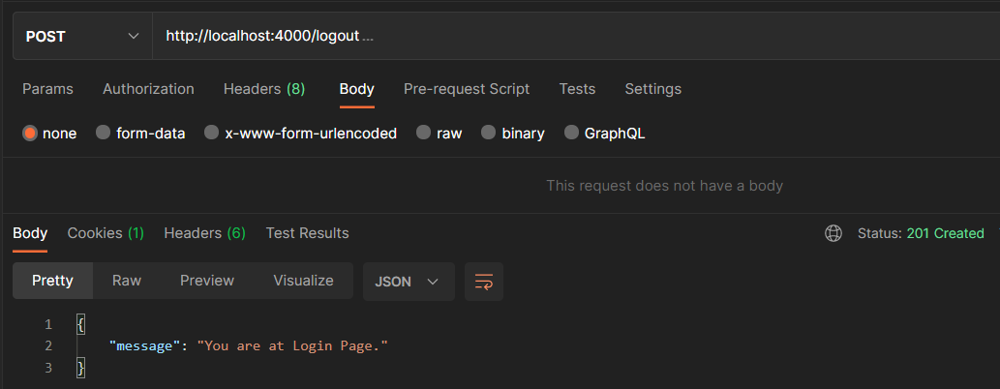 POST http://localhost:4000/logout ...
Params Authorization Headers (8) Body Pre-request Script Tests Settings
none form-data x-www-form-urlencoded raw binary GraphQL
This request does not have a body
Body Cookies (1) Headers (6) Test Results Status: 201 Created
Pretty Raw Preview Visualize JSON
1 {
2 "message": "You are at Login Page."
3 }